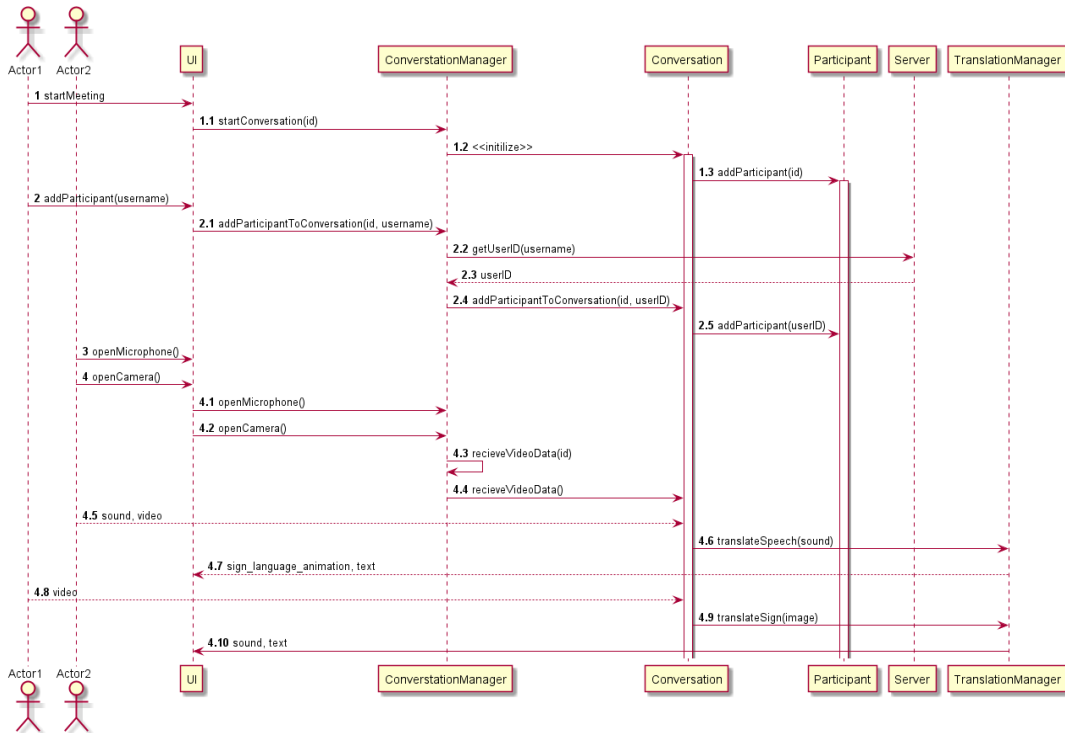 Actor1 Actor2 UI ConverstationManager Conversation Participant Server TranslationManager
1 startMeeting
1.1 startConversation(id)
1.2 <<initilize>>
1.3 addParticipant(id)
2 addParticipant(username)
2.1 addParticipantToConversation(id, username)
2.2 getUserID(username)
2.3 userID
2.4 addParticipantToConversation(id, userID)
2.5 addParticipant(userID)
3 openMicrophone()
4 openCamera()
4.1 openMicrophone()
4.2 openCamera()
4.3 recieveVideoData(id)
4.4 recieveVideoData()
4.5 sound, video
4.6 translateSpeech(sound)
4.7 sign_language_animation, text
4.8 video
4.9 translateSign(image)
4.10 sound, text
Actor1 Actor2 UI ConverstationManager Conversation Participant Server TranslationManager